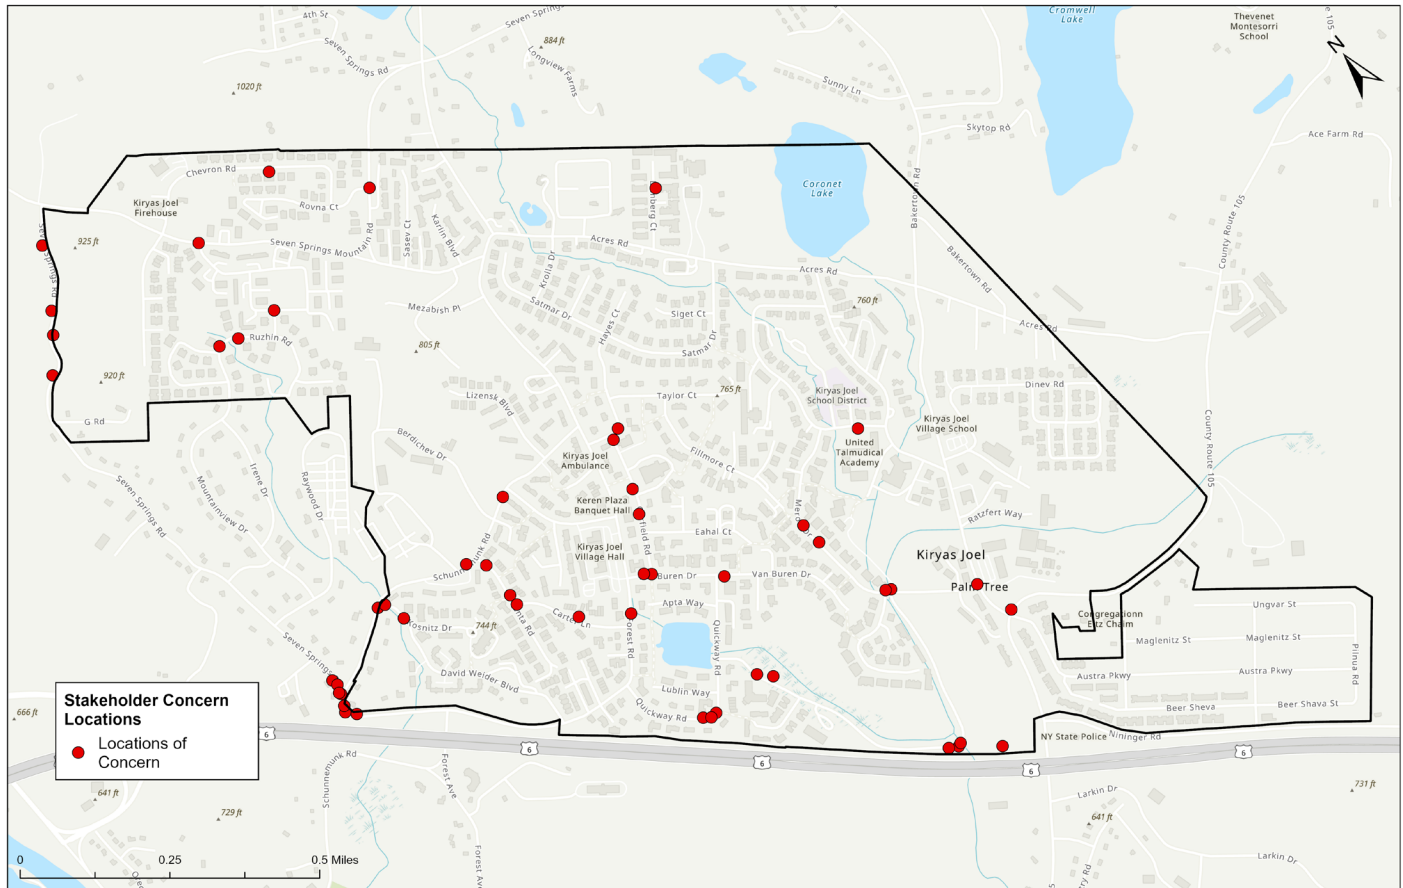 4th St
Seven Springs
Cromwell
Lake
Thevenet
Montesorri
School
e 105
N
Seven Springs Rd
884 ft
Longview Farms
1020 ft
Sunny Ln
Skytop Rd
Ace Farm Rd
Chevron Rd
Kiryas Joel
Firehouse
Rovna Ct
Coronet
Lake
Bakertown Rd
County Route 105
925 ft
Seven Springs Mountain Rd
Sasev Ct
Karlin Blvd
Acres Rd
Krolla Dr
Acres Rd
Bakertown Rd
Mezabish Pl
Satmar Dr
Hayes Ct
Siget Ct
760 ft
Acres Rd
Ruzhin Rd
805 ft
Satmar Dr
920 ft
Lizensk Blvd
Taylor Ct
765 ft
Kiryas Joel
School District
Dinev Rd
G Rd
Kiryas Joel
Village School
County Route 105
Berdichev Dr
Kiryas Joel
Ambulance
Fillmore Ct
United
Talmudical
Academy
Seven Springs Rd
Mountainview Dr
Irene Dr
Raywood Dr
Keren Plaza
Banquet Hall
Ratzfert Way
Eahal Ct
Kiryas Joel
Village Hall
Kiryas Joel
Buren Dr
Van Buren Dr
Apta Way
Ungvar St
Congregationn
Etz Chaim
Maglenitz St
Maglenitz St
744 ft
Quickway Rd
Seven Springs
David Weider Blvd
Austra Pkwy
Austra Pkwy
Lublin Way
Quickway Rd
Beer Sheva
Beer Shava St
Stakeholder Concern
Locations
Locations of
Concern
666 ft
6
6
6
6
6
NY State Police
Nininger Rd
Schunnemunk Rd
Forest Ave
641 ft
729 ft
Larkin Dr
641 ft
731 ft
Forest Ave
Larkin Dr
0
0.25
0.5 Miles